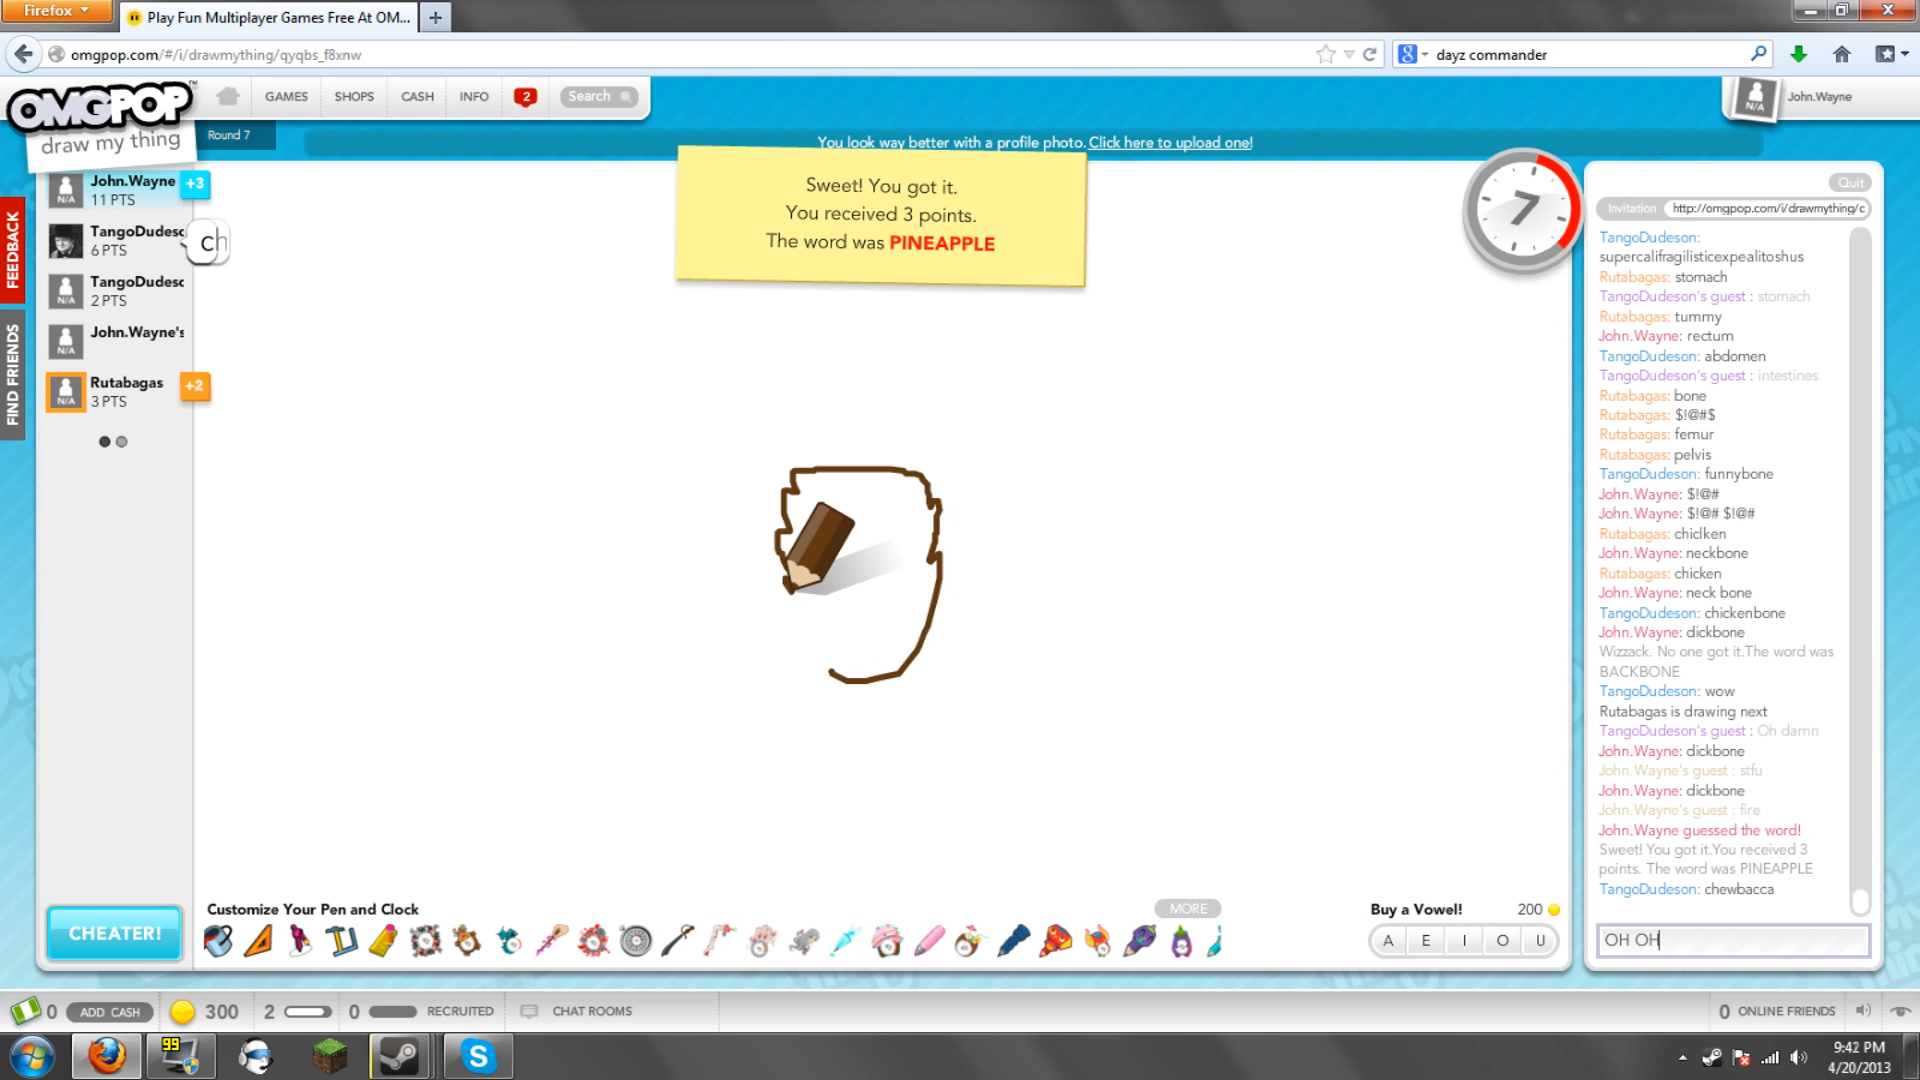 Firefox
Play Fun Multiplayer Games Free At OM...
omgpop.com/#/i/drawmything/qyqbs_f8xnw
dayz commander
OMGPOP
draw my thing
GAMES
SHOPS
CASH
INFO
2
Search
John.Wayne
Round 7
You look way better with a profile photo. Click here to upload one!
FEEDBACK
FIND FRIENDS
John.Wayne
11 PTS
+3
TangoDudesc
6 PTS
ch
TangoDudesc
2 PTS
John.Wayne's
Rutabagas
3 PTS
+2
Sweet! You got it.
You received 3 points.
The word was PINEAPPLE
7
Quit
Invitation http://omgpop.com/i/drawmything/c
TangoDudeson:
supercalifragilisticexpealitoshus
Rutabagas: stomach
TangoDudeson's guest : stomach
Rutabagas: tummy
John.Wayne: rectum
TangoDudeson: abdomen
TangoDudeson's guest : intestines
Rutabagas: bone
Rutabagas: $!@#$
Rutabagas: femur
Rutabagas: pelvis
TangoDudeson: funnybone
John.Wayne: $!@#
John.Wayne: $!@# $!@#
Rutabagas: chiclken
John.Wayne: neckbone
Rutabagas: chicken
John.Wayne: neck bone
TangoDudeson: chickenbone
John.Wayne: dickbone
Wizzack. No one got it.The word was
BACKBONE
TangoDudeson: wow
Rutabagas is drawing next
TangoDudeson's guest : Oh damn
John.Wayne: dickbone
John.Wayne's guest : stfu
John.Wayne: dickbone
John.Wayne's guest : fire
John.Wayne guessed the word!
Sweet! You got it.You received 3
points. The word was PINEAPPLE
TangoDudeson: chewbacca
OH OH
CHEATER!
Customize Your Pen and Clock
MORE
Buy a Vowel!
200
A E I O U
0 ADD CASH
300
2
0 RECRUITED
CHAT ROOMS
0 ONLINE FRIENDS
99
9:42 PM
4/20/2013